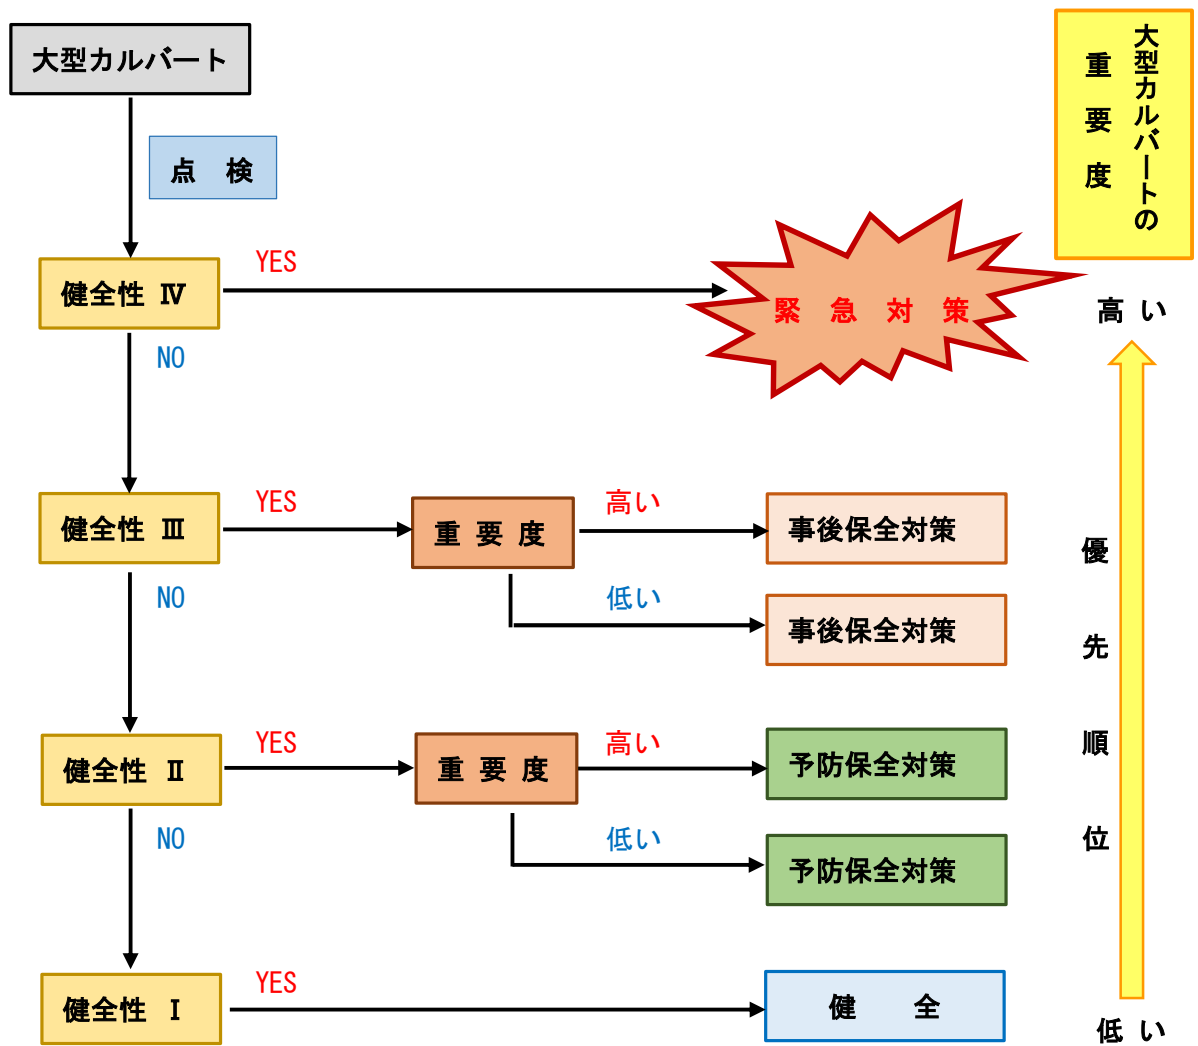 大型カルバート
大型カルバートの
重要度
点 検
健全性 Ⅳ
YES
緊 急 対 策
高い
NO
健全性 Ⅲ
YES
重要度
高い
事後保全対策
低い
事後保全対策
NO
健全性 Ⅱ
YES
重要度
高い
予防保全対策
低い
予防保全対策
NO
健全性 Ⅰ
YES
健 全
優先順位
低い